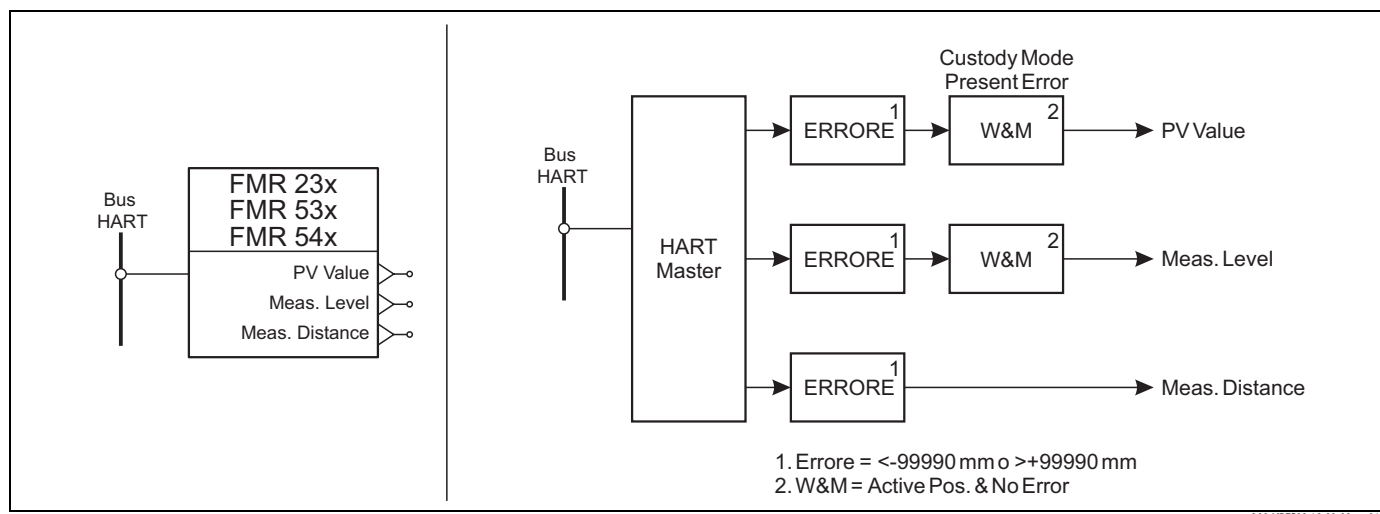 Bus
HART
FMR 23x
FMR 53x
FMR 54x
PV Value
Meas. Level
Meas. Distance
Bus
HART
HART
Master
Custody Mode
Present Error
ERRORE 1
W&M 2
PV Value
ERRORE 1
W&M 2
Meas. Level
ERRORE 1
Meas. Distance
1. Errore = <-99990 mm o >+99990 mm
2. W&M = Active Pos. & No Error